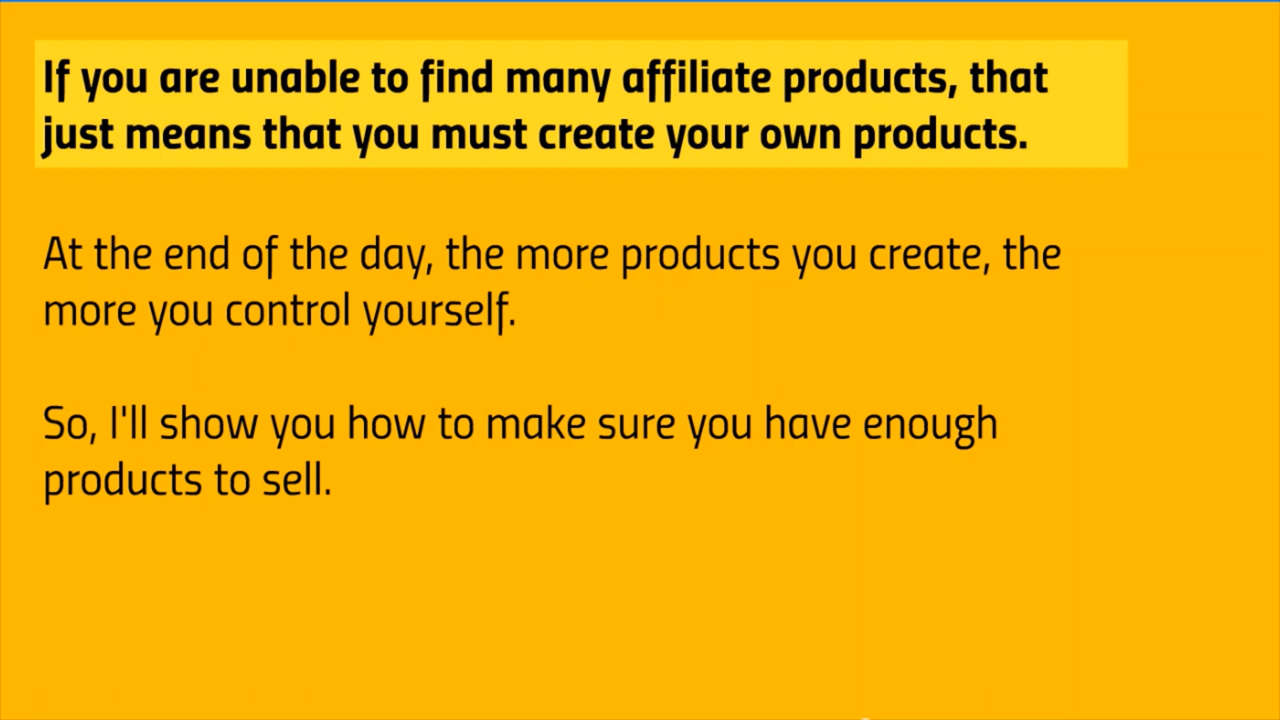 If you are unable to find many affiliate products, that
just means that you must create your own products.
At the end of the day, the more products you create, the
more you control yourself.
So, I'll show you how to make sure you have enough
products to sell.